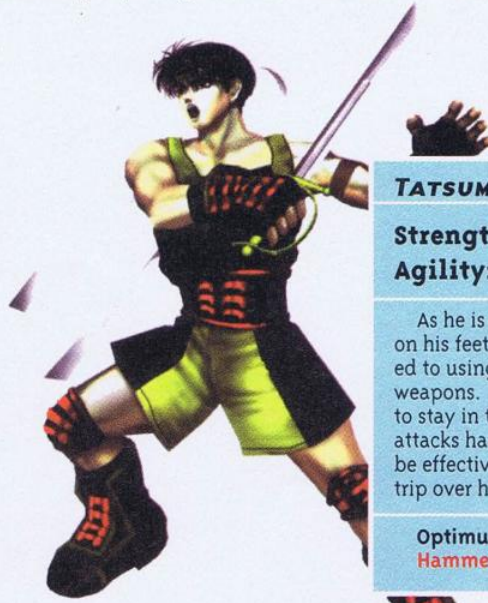 TATSUM
Strengt
Agility:
As he is
on his feet
ed to using
weapons.
to stay in t
attacks ha
be effectiv
trip over h
Optimu
Hamme